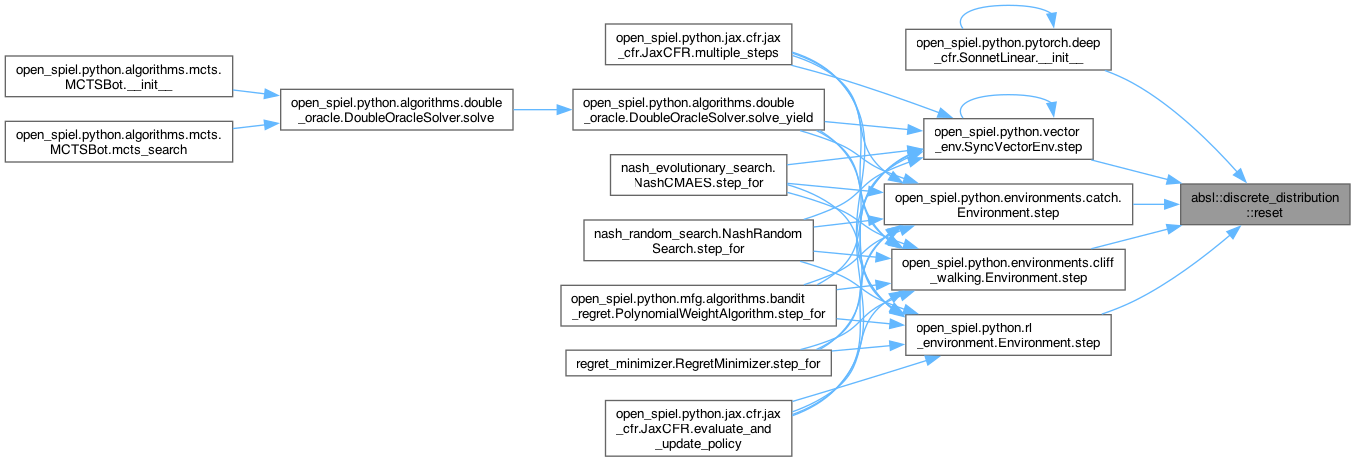 open_spiel.python.algorithms.mcts.
MCTSBot.__init__
open_spiel.python.algorithms.mcts.
MCTSBot.mcts_search
open_spiel.python.algorithms.double
_oracle.DoubleOracleSolver.solve
open_spiel.python.jax.cfr.jax
_cfr.JaxCFR.multiple_steps
open_spiel.python.algorithms.double
_oracle.DoubleOracleSolver.solve_yield
nash_evolutionary_search.
NashCMAES.step_for
nash_random_search.NashRandom
Search.step_for
open_spiel.python.mfg.algorithms.bandit
_regret.PolynomialWeightAlgorithm.step_for
regret_minimizer.RegretMinimizer.step_for
open_spiel.python.jax.cfr.jax
_cfr.JaxCFR.evaluate_and
_update_policy
open_spiel.python.pytorch.deep
_cfr.SonnetLinear.__init__
open_spiel.python.vector
_env.SyncVectorEnv.step
open_spiel.python.environments.catch.
Environment.step
open_spiel.python.environments.cliff
_walking.Environment.step
open_spiel.python.rl
_environment.Environment.step
absl::discrete_distribution
::reset